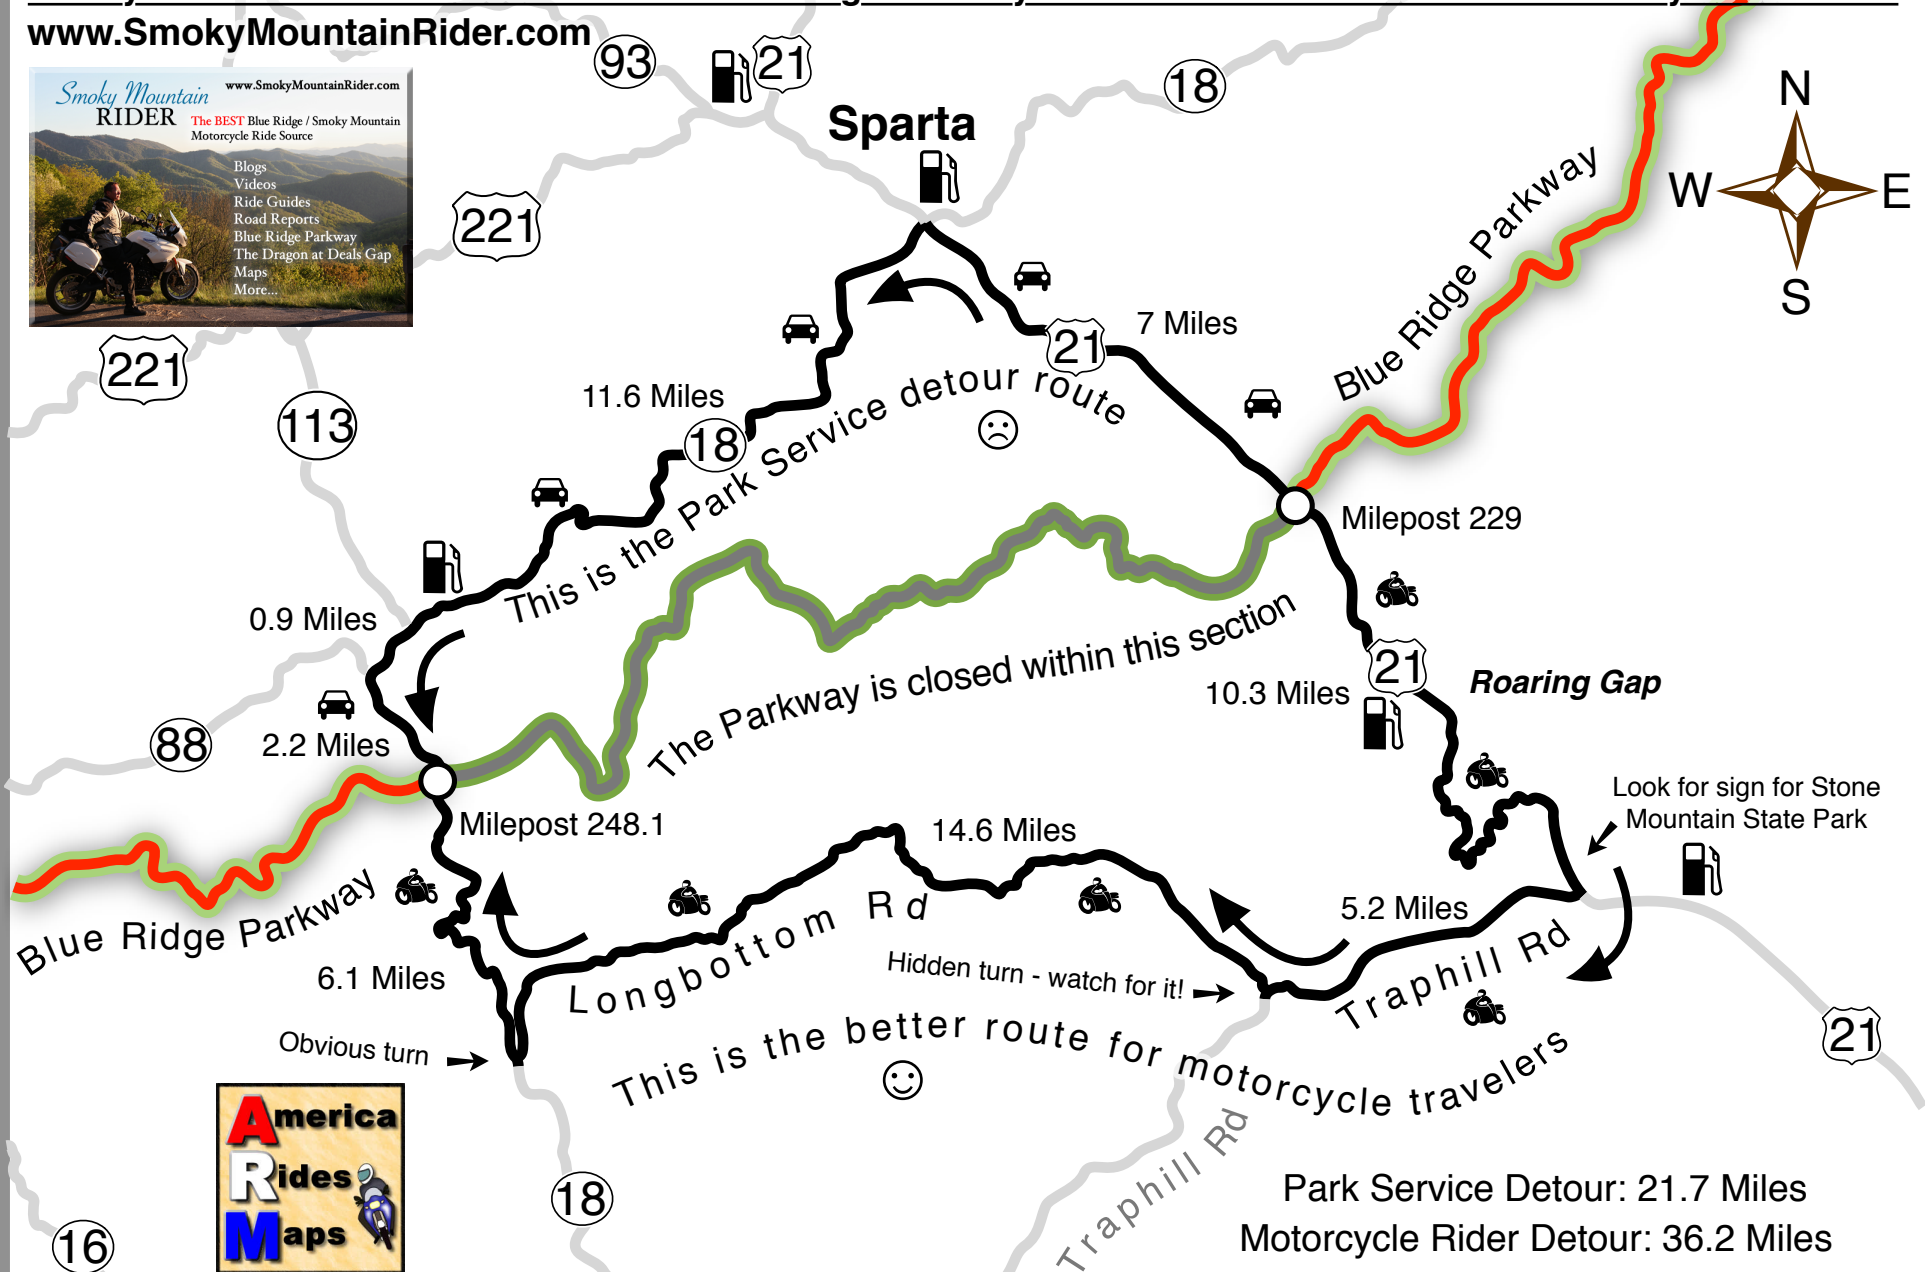 www.SmokyMountainRider.com
Smoky Mountain
RIDER
www.SmokyMountainRider.com
The BEST Blue Ridge / Smoky Mountain
Motorcycle Ride Source
Blogs
Videos
Ride Guides
Road Reports
Blue Ridge Parkway
The Dragon at Deals Gap
Maps
More...
93
21
18
Sparta
N
W
E
S
221
221
113
Blue Ridge Parkway
21
7 Miles
11.6 Miles
18
This is the Park Service detour route
Milepost 229
0.9 Miles
The Parkway is closed within this section
21
10.3 Miles
Roaring Gap
88
2.2 Miles
Milepost 248.1
14.6 Miles
Look for sign for Stone
Mountain State Park
5.2 Miles
Blue Ridge Parkway
Longbottom Rd
Traphill Rd
6.1 Miles
Hidden turn - watch for it!
Obvious turn
This is the better route for motorcycle travelers
21
America
Rides
Maps
18
Traphill Rd
16
Park Service Detour: 21.7 Miles
Motorcycle Rider Detour: 36.2 Miles